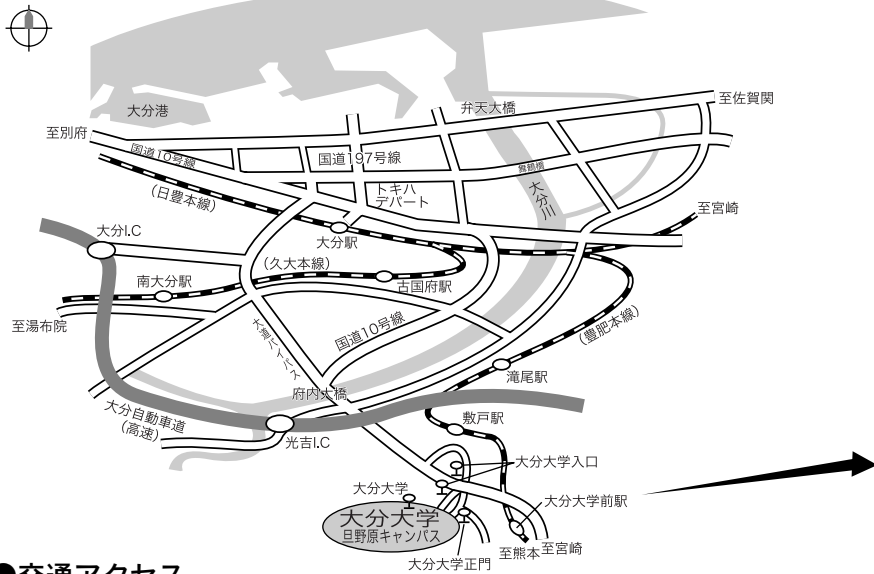 大分港
弁天大橋
至佐賀関
至別府
国道10号線
国道197号線
舞鶴橋
(日豊本線)
トキハ
デパート
大分川
至宮崎
大分I.C
大分駅
(久大本線)
南大分駅
古国府駅
至湯布院
大道バイパス
国道10号線
(豊肥本線)
滝尾駅
府内大橋
大分自動車道
(高速)
敷戸駅
光吉I.C
大分大学入口
大分大学
大分大学前駅
大分大学
旦野原キャンパス
至熊本
至宮崎
大分大学正門
●交通アクセス